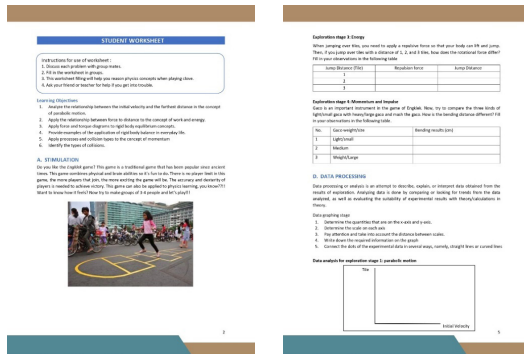 STUDENT WORKSHEET
Instructions for use of worksheet:
1. Discuss each problem with group mates.
2. Fill in the worksheet in groups.
3. This worksheet filling will help you reason physics concepts when playing clove.
4. Ask your friend or teacher for help if you get into trouble.
Learning Objectives
1. Analyze the relationship between the initial velocity and the farthest distance in the concept
of parabolic motion.
2. Apply the relationship between force to distance to the concept of work and energy.
3. Apply force and torque diagrams to rigid body equilibrium concepts.
4. Provide examples of the application of rigid body balance in everyday life.
5. Apply processes and collision types to the concept of momentum
6. Identify the types of collisions.
A. STIMULATION
Do you like the Engklek game? This game is a traditional game that has been popular since ancient
times. This game combines physical and brain abilities so it's fun to do. There is no player limit in this
game, the more players that join, the more exciting the game will be. The accuracy and dexterity of
players is needed to achieve victory. This game can also be applied to physics learning, you know???!
Want to know how it feels? Now try to make groups of 3-4 people and let's play!!!
2
Exploration stage 3: Energy
When jumping over tiles, you need to apply a repulsive force so that your body can lift and jump.
Then, if you jump over tiles with a distance of 1, 2, and 3 tiles, how does the rotational force differ?
Fill in your observations in the following table
Jump Distance (Tile) Repulsion force Jump Distance
1
2
3
Exploration stage 4: Momentum and Impulse
Gaco is an important instrument in the game of Engklek. Now, try to compare the three kinds of
light/small gaco with heavy/large gaco and mach the gaco. How is the bending distance different? Fill
in your observations in the following table
No. Gaco weight/size Bending results (cm)
1 Light/small
2 Medium
3 Weight/Large
D. DATA PROCESSING
Data processing or analysis is an attempt to describe, explain, or interpret data obtained from the
results of exploration. Analyzing data is done by comparing or looking for trends from the data
analyzed, as well as evaluating the suitability of experimental results with theory/calculations in
theory.
Data graphing stage
1. Determine the quantities that are on the x-axis and y-axis.
2. Determine the scale on each axis
3. Pay attention and take into account the distance between scales.
4. Write down the required information on the graph
5. Connect the dots of the experimental data in several ways, namely, straight lines or curved lines
Data analysis for exploration stage 1: parabolic motion
Tile
Initial Velocity
5